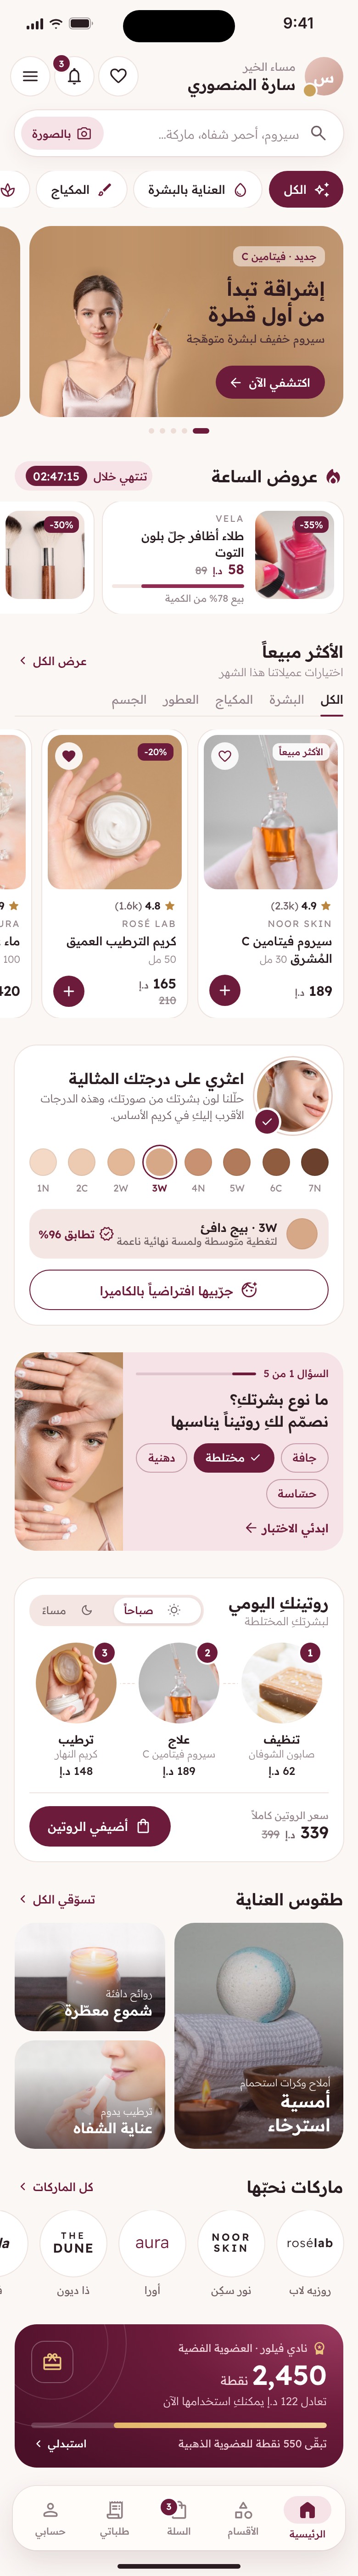 9:41
مساء الخير
سارة المنصوري
س
3
سيروم، أحمر شفاه، ماركة...
بالصورة
الكل
العناية بالبشرة
المكياج
جديد · فيتامين C
إشراقة تبدأ
من أول قطرة
سيروم خفيف لبشرة متوهّجة
اكتشفي الآن
عروض الساعة
تنتهي خلال
02:47:15
-35%
VELA
طلاء أظافر جلّ بلون
التوت
58 د.إ 89
بيع 78% من الكمية
-30%
الأكثر مبيعاً
اختيارات عميلاتنا هذا الشهر
عرض الكل
الكل
البشرة
المكياج
العطور
الجسم
الأكثر مبيعاً
4.9 (2.3k)
NOOR SKIN
سيروم فيتامين C
المُشرق 30 مل
189 د.إ
-20%
4.8 (1.6k)
ROSÉ LAB
كريم الترطيب العميق
50 مل
165 د.إ
210
اعثري على درجتك المثالية
حلّلنا لون بشرتك من صورتك، وهذه الدرجات
الأقرب إليكِ في كريم الأساس.
7N
6C
5W
4N
3W
2W
2C
1N
3W · بيج دافئ
لتغطية متوسطة ولمسة نهائية ناعمة
تطابق 96%
جرّبيها افتراضياً بالكاميرا
السؤال 1 من 5
ما نوع بشرتكِ؟
نصمّم لكِ روتيناً يناسبها
جافة
مختلطة
دهنية
حسّاسة
ابدئي الاختبار
روتينكِ اليومي
لبشرتكِ المختلطة
صباحاً
مساءً
1
تنظيف
صابون الشوفان
62 د.إ
2
علاج
سيروم فيتامين C
189 د.إ
3
ترطيب
كريم النهار
148 د.إ
سعر الروتين كاملاً
339 د.إ 399
أضيفي الروتين
طقوس العناية
تسوّقي الكل
أملاح وكرات استحمام
أمسية
استرخاء
روائح دافئة
شموع معطّرة
ترطيب يدوم
عناية الشفاه
ماركات نحبّها
كل الماركات
rosélab
روزيه لاب
NOOR
SKIN
نور سكِن
aura
أورا
THE
DUNE
ذا ديون
نادي فيلور · العضوية الفضية
2,450 نقطة
تعادل 122 د.إ يمكنكِ استخدامها الآن
تبقّى 550 نقطة للعضوية الذهبية
استبدلي
الرئيسية
الأقسام
3
السلة
طلباتي
حسابي